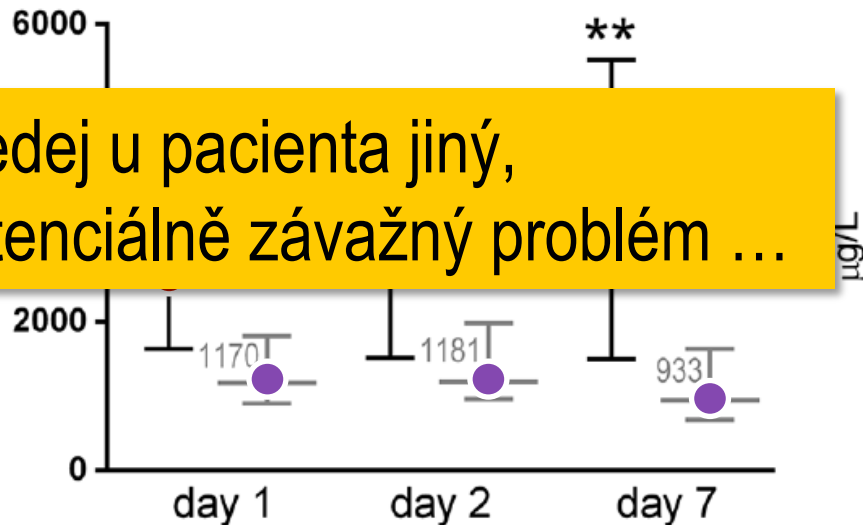 6000
**
edej u pacienta jiný,
tenciálně závažný problém ...
µg/L
2000
1170
1181
933
0
day 1
day 2
day 7